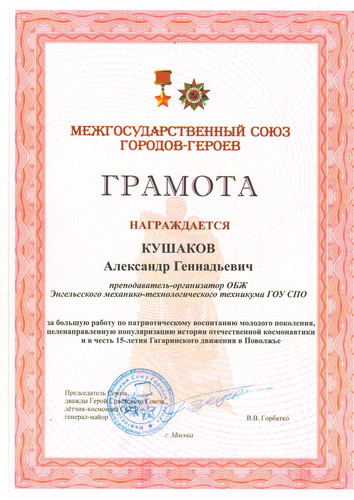 МЕЖГОСУДАРСТВЕННЫЙ СОЮЗ
ГОРОДОВ-ГЕРОЕВ
ГРАМОТА
НАГРАЖДАЕТСЯ
КУШАКОВ
Александр Геннадьевич
преподаватель-организатор ОБЖ
Энгельсского механико-технологического техникума ГОУ СПО
за большую работу по патриотическому воспитанию молодого поколения,
целенаправленную популяризацию истории отечественной космонавтики
и в честь 15-летия Гагаринского движения в Поволжье
Председатель Союза,
дважды Герой Советского Союза,
лётчик-космонавт СССР
генерал-майор
В.В. Горбатко
г. Москва